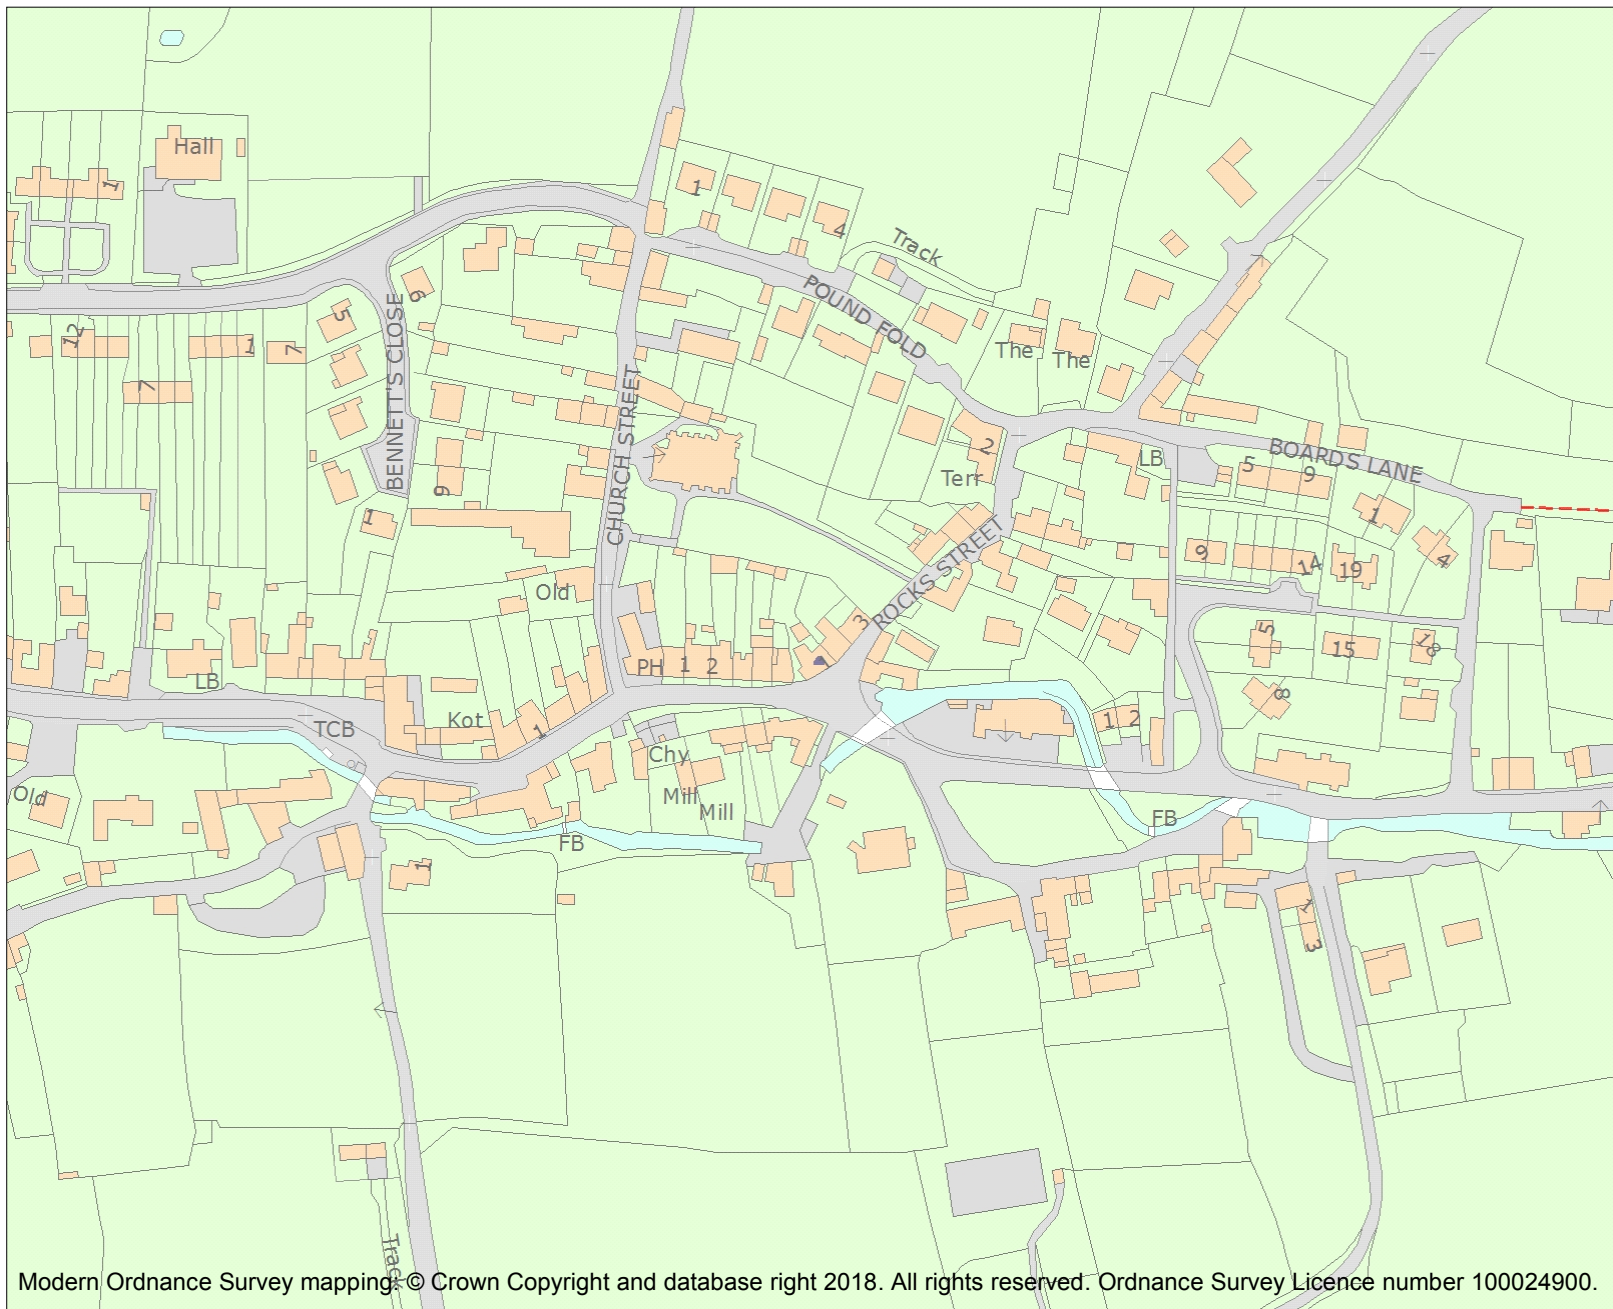 Hall
1
1
4
Track
POUND FOLD
6
5
BENNETT'S CLOSE
12
1
7
7
The
The
CHURCH STREET
2
Terr
LB
BOARDS LANE
5
9
1
4
9
1
9
14
19
ROCKS STREET
Old
3
5
15
18
8
PH
1
2
1
LB
TCB
Kot
1
1
2
Chy
Mill
Mill
Old
FB
FB
1
1
3
Track
Modern Ordnance Survey mapping: © Crown Copyright and database right 2018. All rights reserved. Ordnance Survey Licence number 100024900.